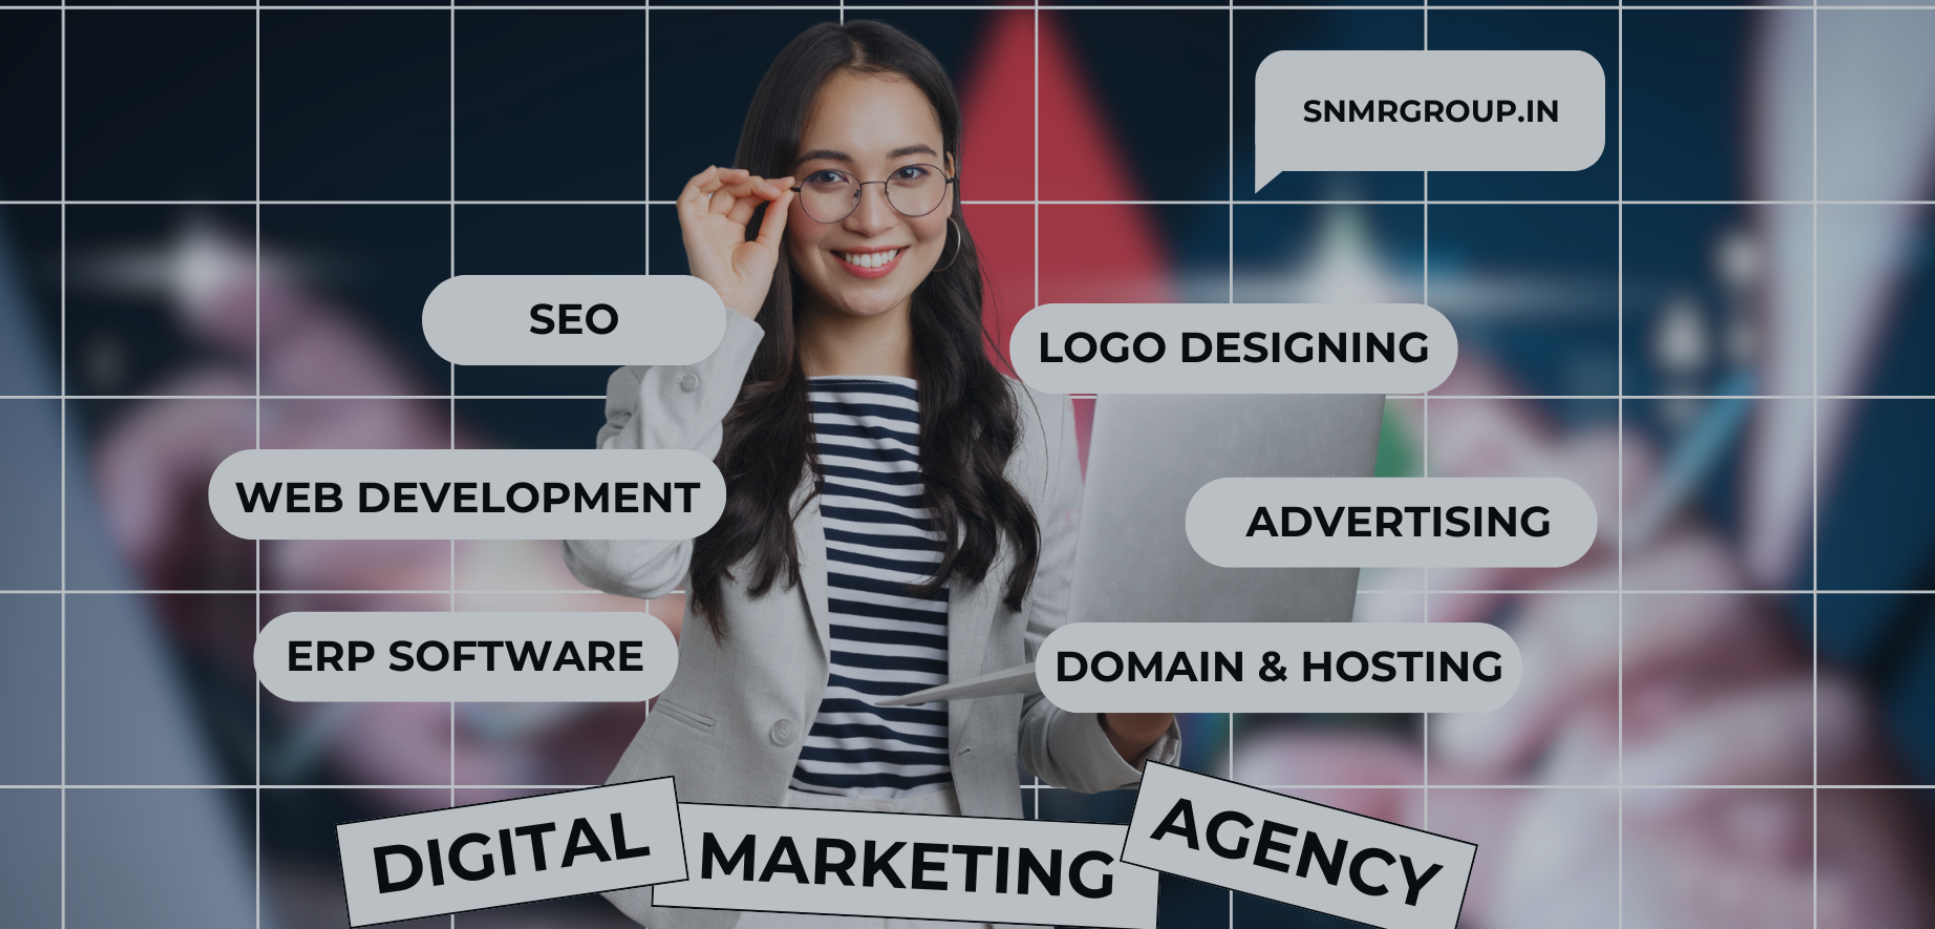 SNMRGROUP.IN
SEO
LOGO DESIGNING
WEB DEVELOPMENT
ADVERTISING
ERP SOFTWARE
DOMAIN & HOSTING
DIGITAL MARKETING AGENCY